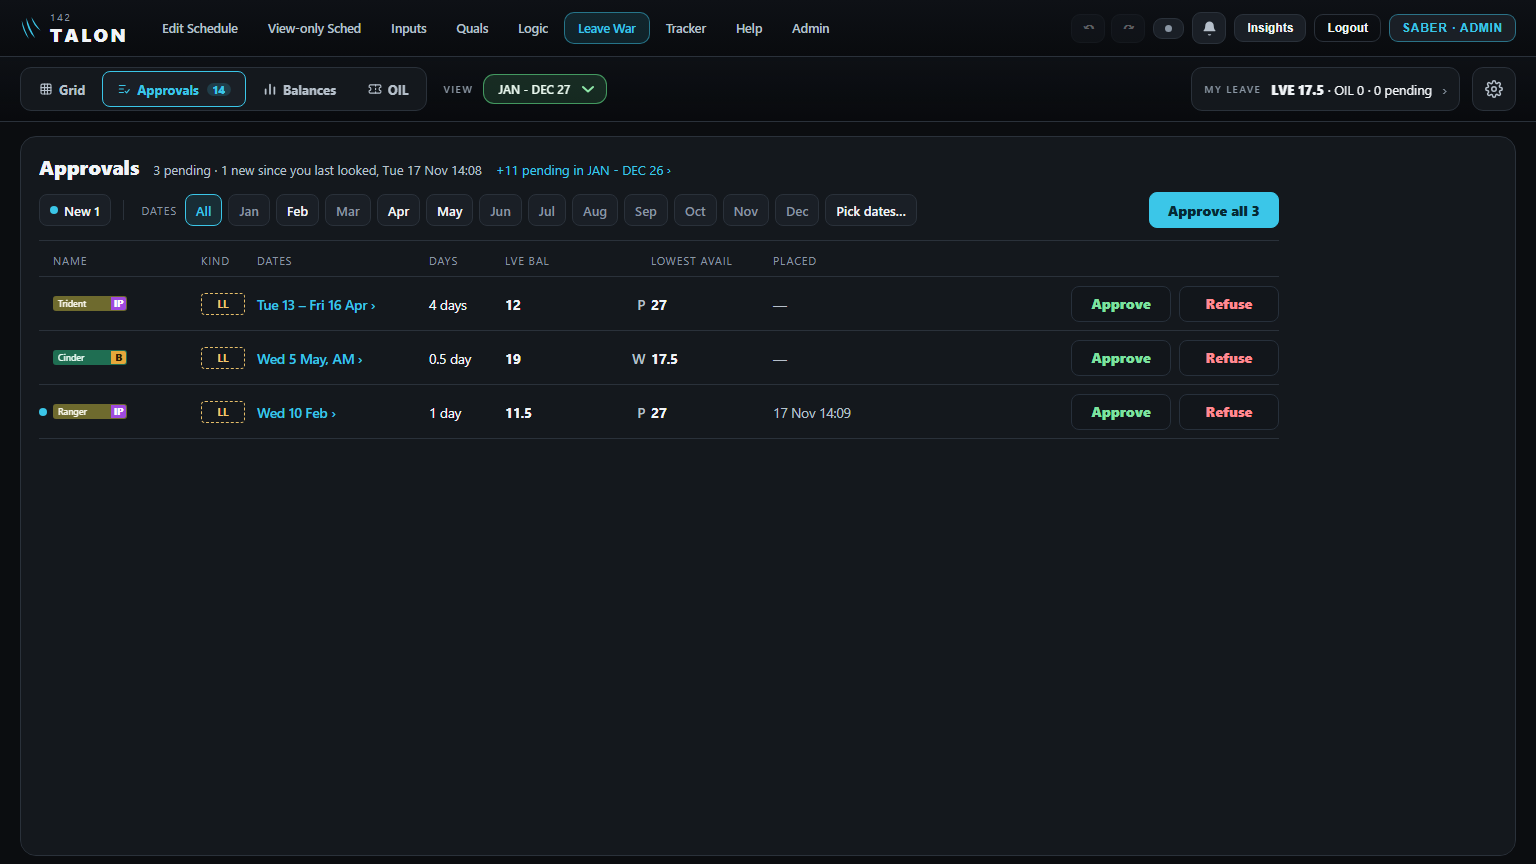 142
TALON
Edit Schedule
View-only Sched
Inputs
Quals
Logic
Leave War
Tracker
Help
Admin
Insights
Logout
SABER · ADMIN
Grid
Approvals 14
Balances
OIL
VIEW
JAN - DEC 27
MY LEAVE LVE 17.5 · OIL 0 · 0 pending ›
Approvals 3 pending · 1 new since you last looked, Tue 17 Nov 14:08 +11 pending in JAN - DEC 26 ›
New 1 DATES All Jan Feb Mar Apr May Jun Jul Aug Sep Oct Nov Dec Pick dates... Approve all 3
NAME KIND DATES DAYS LVE BAL LOWEST AVAIL PLACED
Trident IP LL Tue 13 – Fri 16 Apr › 4 days 12 P 27 — Approve Refuse
Cinder B LL Wed 5 May, AM › 0.5 day 19 W 17.5 — Approve Refuse
Ranger IP LL Wed 10 Feb › 1 day 11.5 P 27 17 Nov 14:09 Approve Refuse